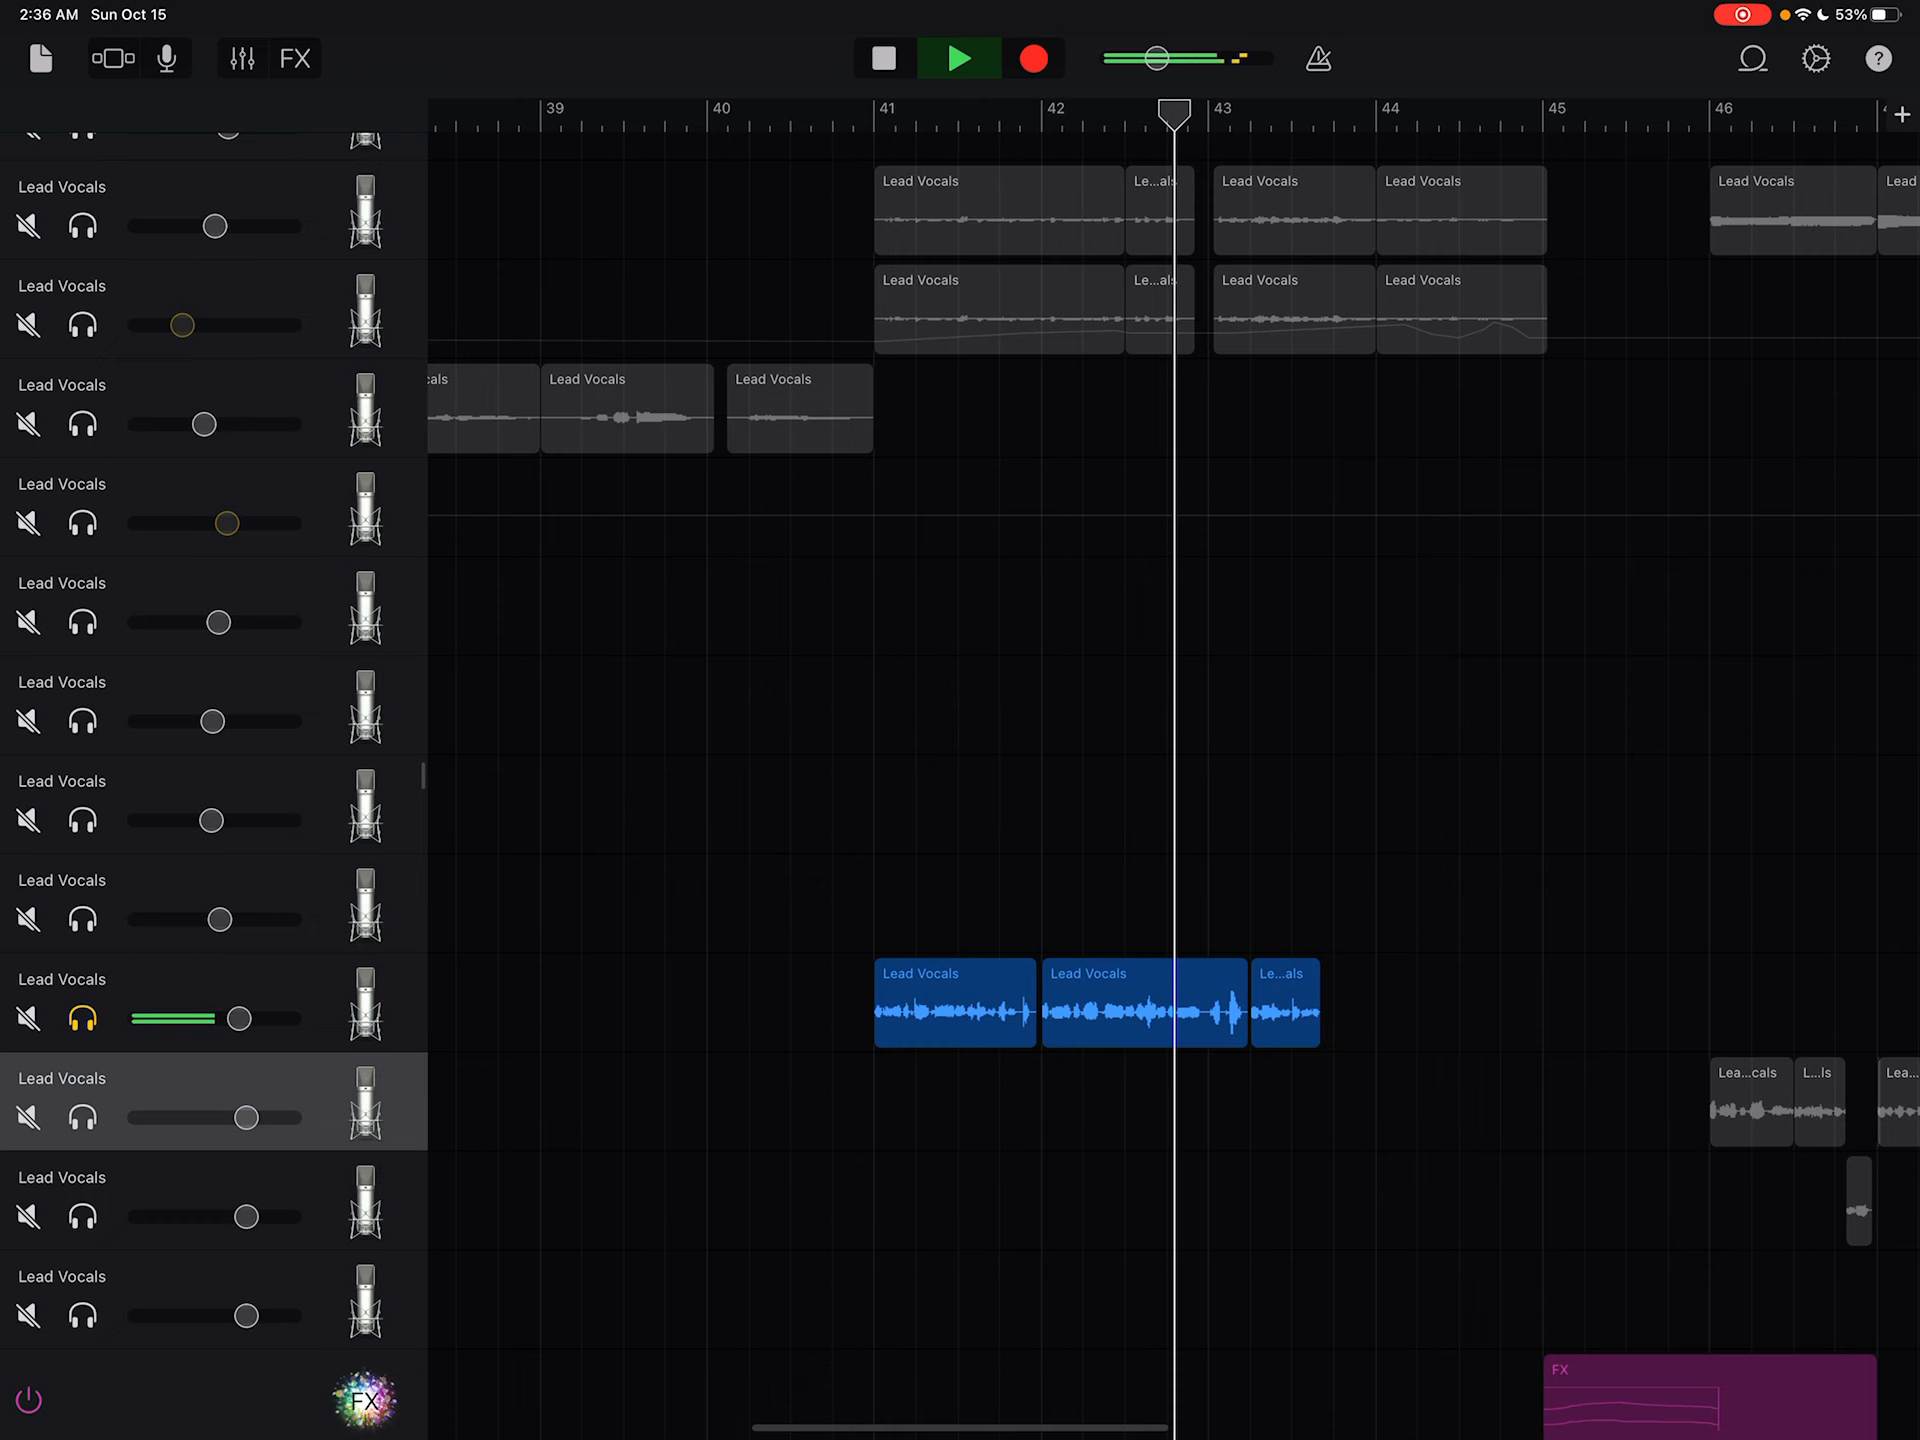 2:36 AM Sun Oct 15
53%
FX
39 40 41 42 43 44 45 46
Lead Vocals
Lead Vocals Le...als Lead Vocals Lead Vocals Lead Vocals Lead
Lead Vocals
Lead Vocals Le...als Lead Vocals Lead Vocals
Lead Vocals
cals Lead Vocals Lead Vocals
Lead Vocals
Lead Vocals
Lead Vocals
Lead Vocals
Lead Vocals
Lead Vocals
Lead Vocals Lead Vocals Le...als
Lead Vocals
Lea...cals L...ls Lea...
Lead Vocals
Lead Vocals
FX
FX